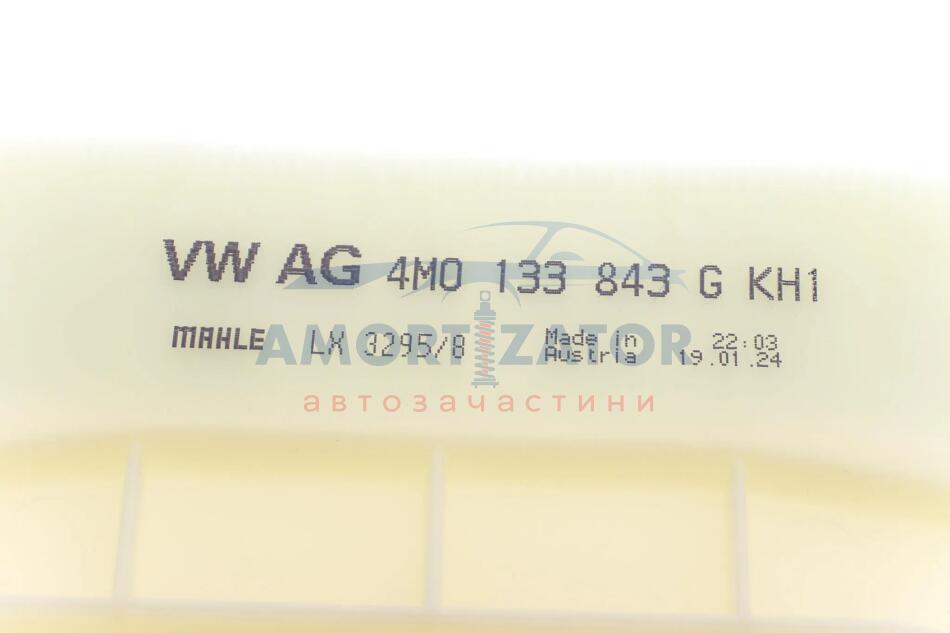 VW AG 4M0 133 843 G KH1
MAHLE LX 3295/8 Made in Austria 22:03 19.01.24
AMORTIZATOR
автозачастини